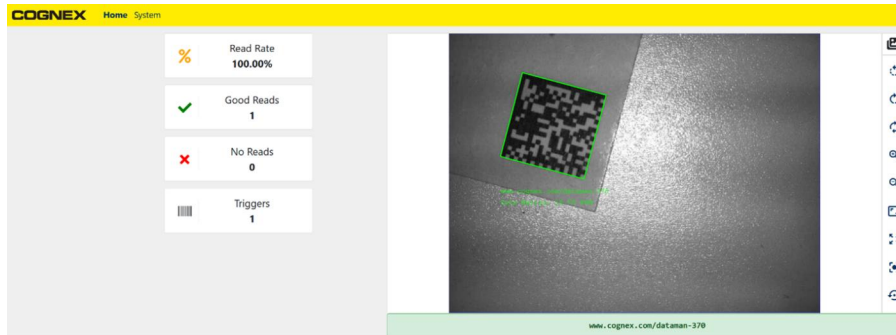 COGNEX Home System
Read Rate
100.00%
Good Reads
1
No Reads
0
Triggers
1
www.cognex.com/dataman-370